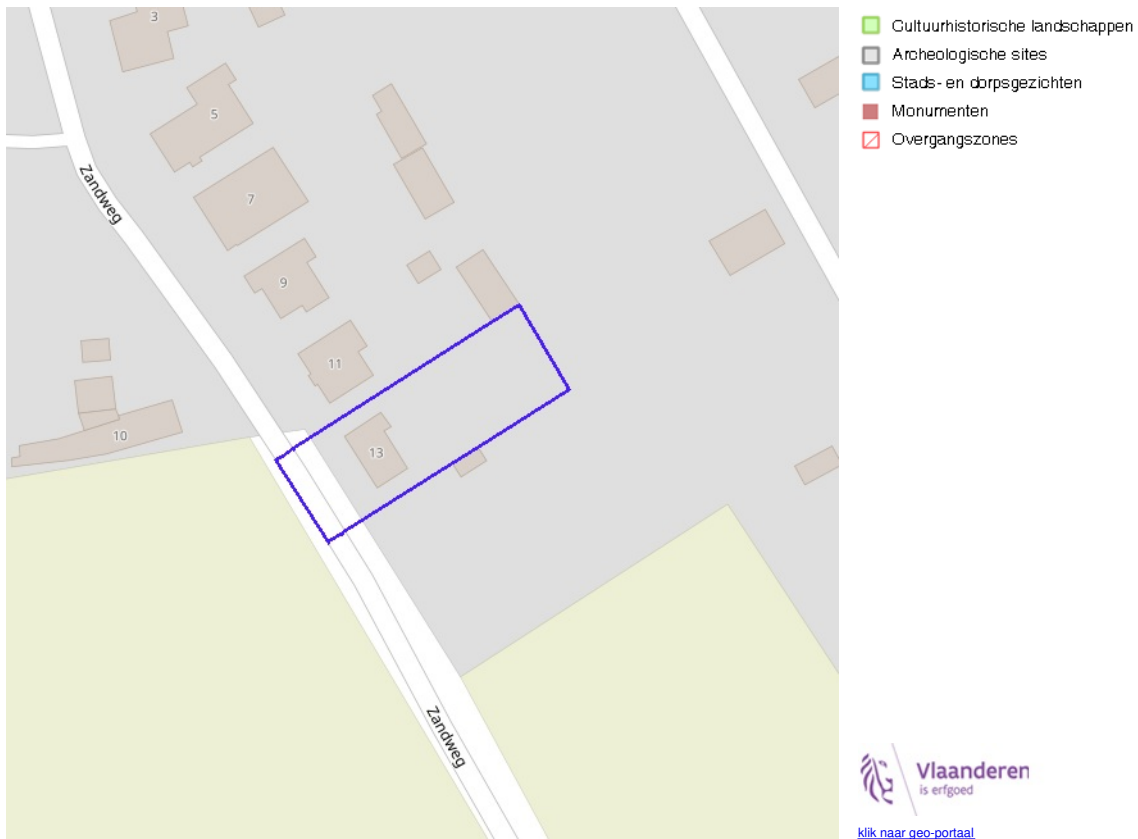 3
5
7
9
11
13
10
Zandweg
Zandweg
Cultuurhistorische landschappen
Archeologische sites
Stads- en dorpsgezichten
Monumenten
Overgangszones
Vlaanderen
is erfgoed
klik naar geo-portaal